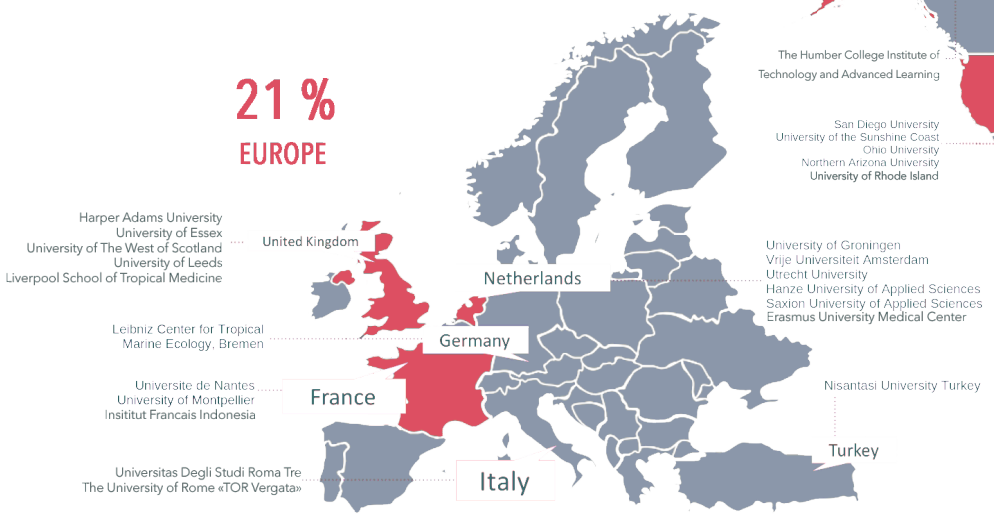 The Humber College Institute of
Technology and Advanced Learning
21 %
EUROPE
San Diego University
University of the Sunshine Coast
Ohio University
Northern Arizona University
University of Rhode Island
Harper Adams University
University of Essex
University of The West of Scotland
University of Leeds
Liverpool School of Tropical Medicine
United Kingdom
Netherlands
University of Groningen
Vrije Universiteit Amsterdam
Utrecht University
Hanze University of Applied Sciences
Saxion University of Applied Sciences
Erasmus University Medical Center
Leibniz Center for Tropical
Marine Ecology, Bremen
Germany
Universite de Nantes
University of Montpellier
Insititut Francais Indonesia
France
Nisantasi University Turkey
Turkey
Universitas Degli Studi Roma Tre
The University of Rome «TOR Vergata»
Italy